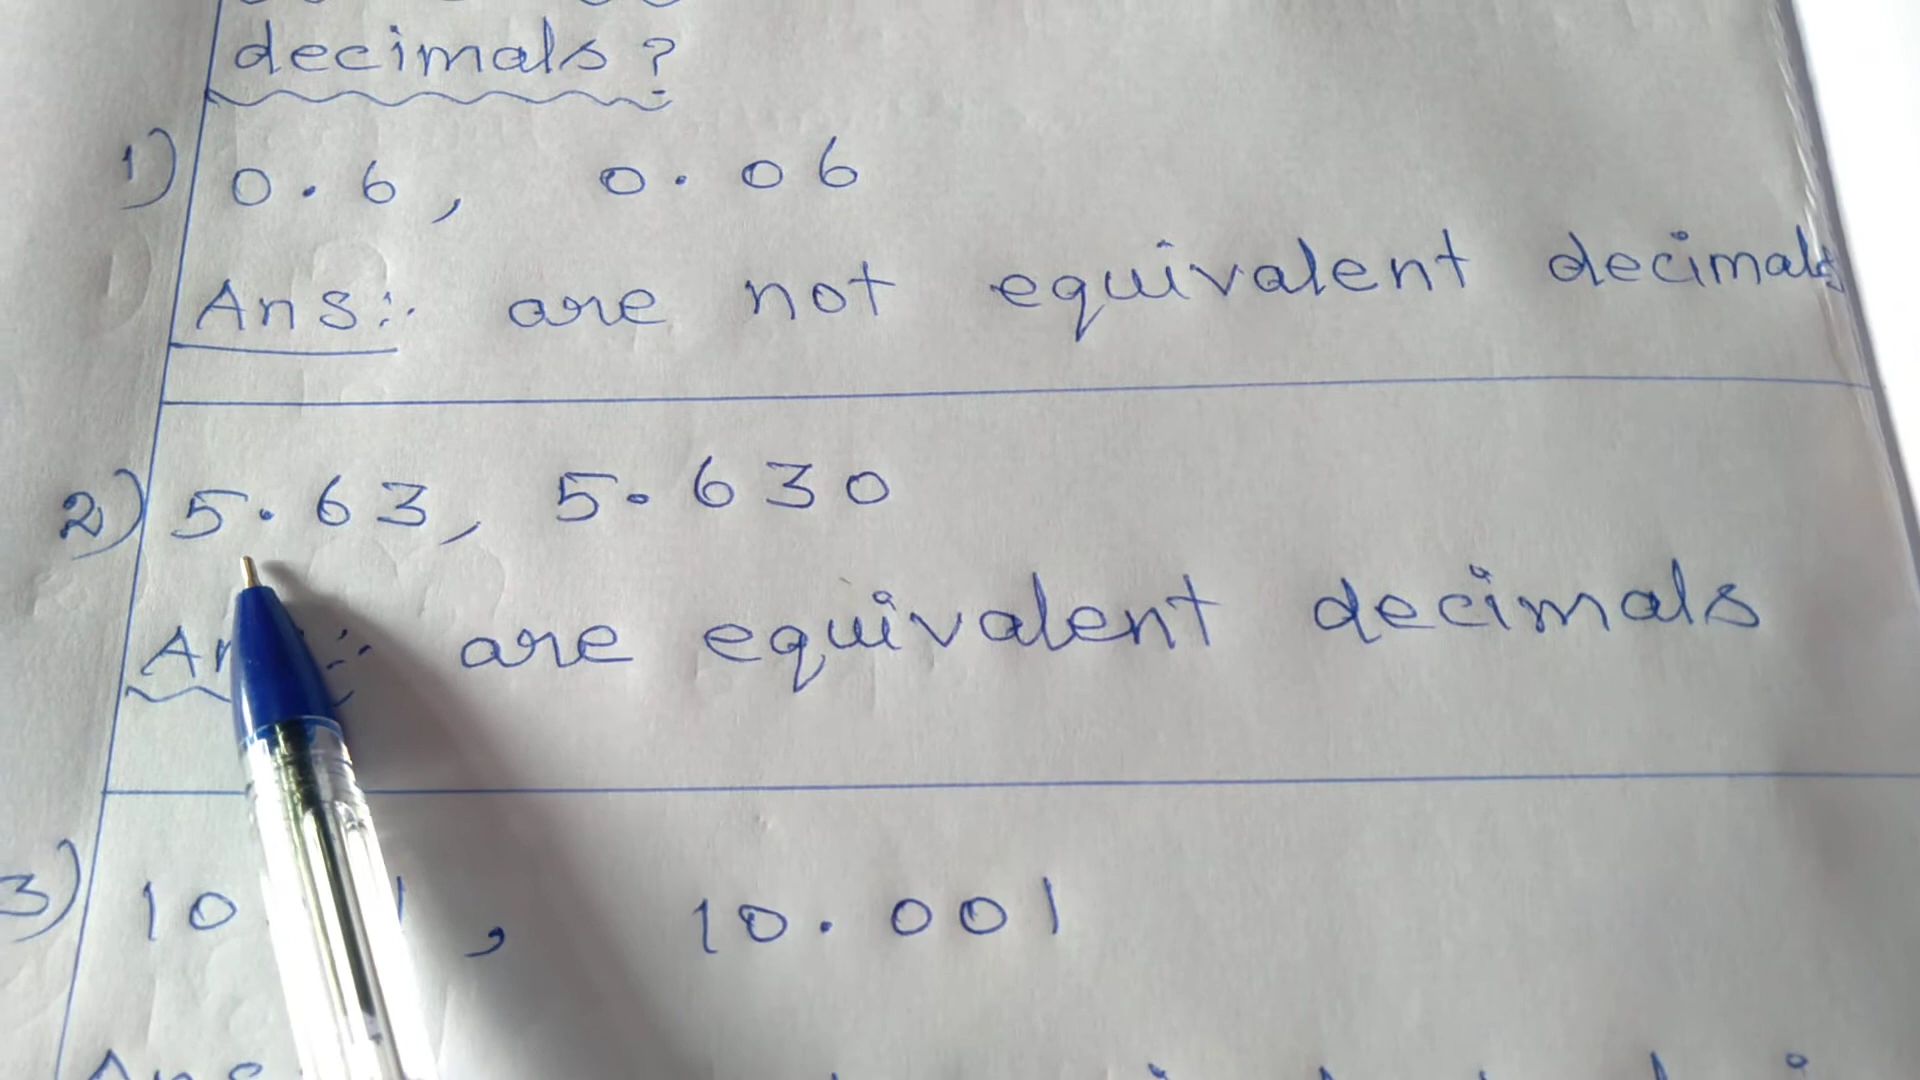 decimals?
1) 0.6, 0.06
Ans:- are not equivalent decimals
2) 5.63, 5.630
are equivalent decimals
3) 10 , 10.001